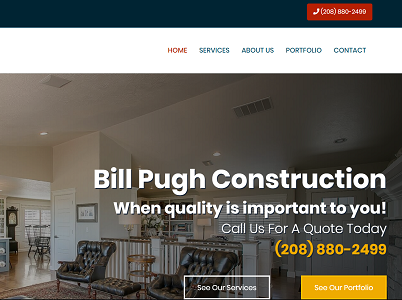 (208) 880-2499
HOME SERVICES ABOUT US PORTFOLIO CONTACT
Bill Pugh Construction
When quality is important to you!
Call Us For A Quote Today
(208) 880-2499
See Our Services See Our Portfolio